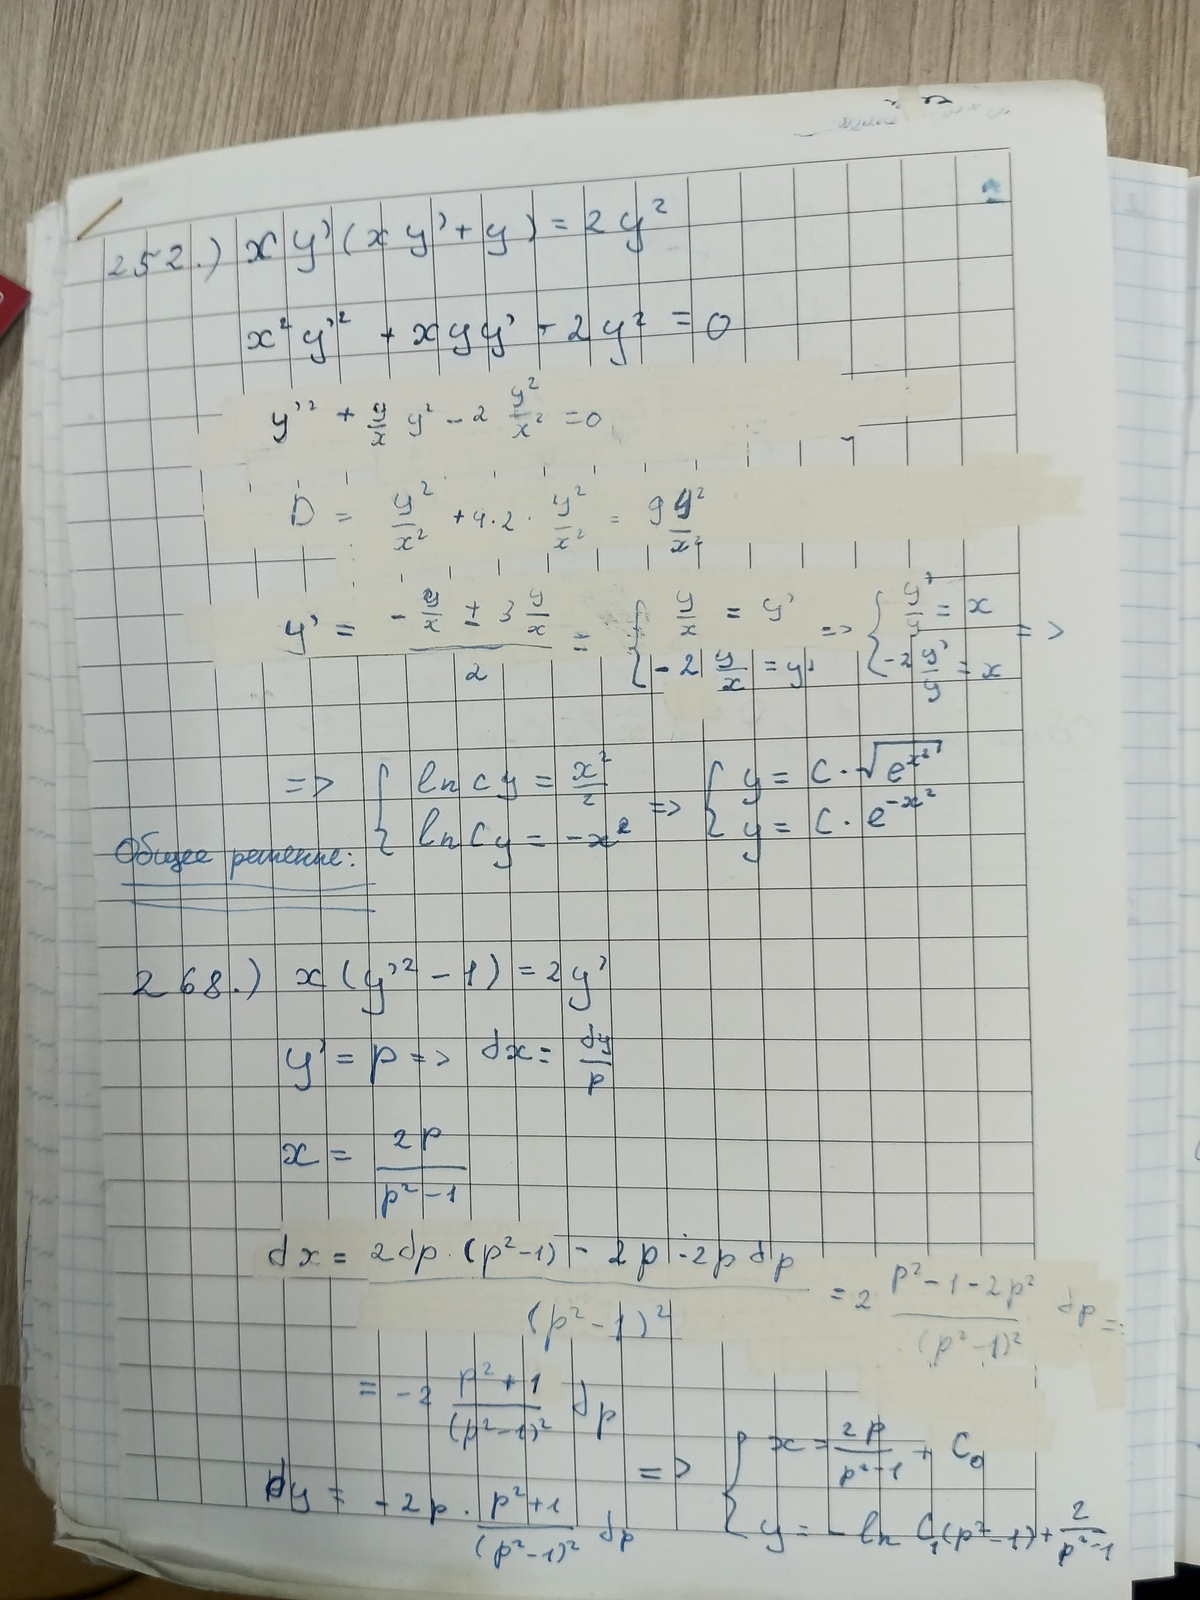 252.) xy'(xy'+y) = 2y²
x²y'² + xyy' - 2y² = 0
y'² + y/x y² - 2 y²/x² = 0
D = y²/x² + 4·2· y²/x² = 9 y²/x²
y' = (-y/x ± 3 y/x)/2 = { y/x = y' => { y'/y = x
{ -2 y/x = y' { -2 y'/y = x =>
=> { ln Cy = x²/2 => { y = C·√(e^x²)
{ ln Cy = -x² { y = C·e^(-x²)
Общее решение:
268.) x(y'² - 1) = 2y'
y' = p => dx = dy/p
x = 2p/(p²-1)
dx = (2dp·(p²-1) - 2p·2p dp)/(p²-1)² = 2 (p²-1-2p²)/(p²-1)² dp =
= -2 (p²+1)/(p²-1)² dp
dy = -2p · (p²+1)/(p²-1)² dp => { x = 2p/(p²-1) + C₀
{ y = -ln C₁(p²-1) + 2/(p²-1)